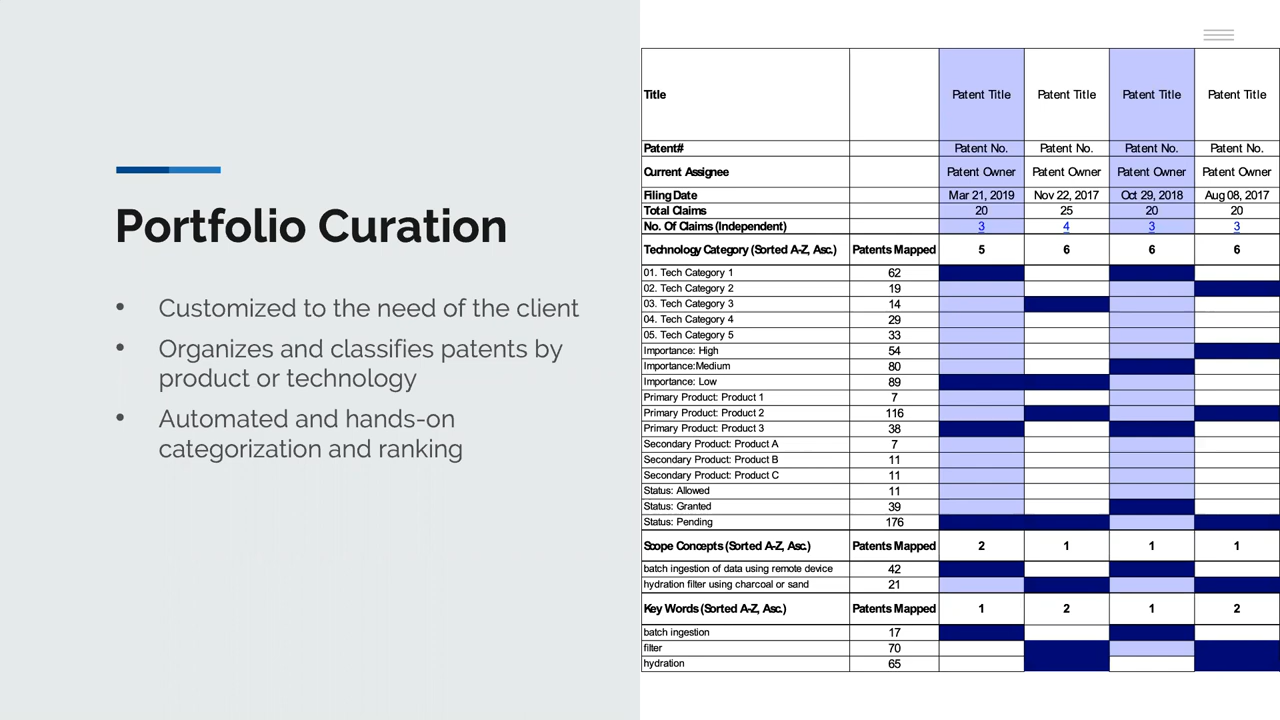 Portfolio Curation
• Customized to the need of the client
• Organizes and classifies patents by
product or technology
• Automated and hands-on
categorization and ranking
Title Patent Title Patent Title Patent Title Patent Title
Patent# Patent No. Patent No. Patent No. Patent No.
Current Assignee Patent Owner Patent Owner Patent Owner Patent Owner
Filing Date Mar 21, 2019 Nov 22, 2017 Oct 29, 2018 Aug 08, 2017
Total Claims 20 25 20 20
No. Of Claims (Independent) 3 4 3 3
Technology Category (Sorted A-Z, Asc.) Patents Mapped 5 6 6 6
01. Tech Category 1 62
02. Tech Category 2 19
03. Tech Category 3 14
04. Tech Category 4 29
05. Tech Category 5 33
Importance: High 54
Importance:Medium 80
Importance: Low 89
Primary Product: Product 1 7
Primary Product: Product 2 116
Primary Product: Product 3 38
Secondary Product: Product A 7
Secondary Product: Product B 11
Secondary Product: Product C 11
Status: Allowed 11
Status: Granted 39
Status: Pending 176
Scope Concepts (Sorted A-Z, Asc.) Patents Mapped 2 1 1 1
batch ingestion of data using remote device 42
hydration filter using charcoal or sand 21
Key Words (Sorted A-Z, Asc.) Patents Mapped 1 2 1 2
batch ingestion 17
filter 70
hydration 65